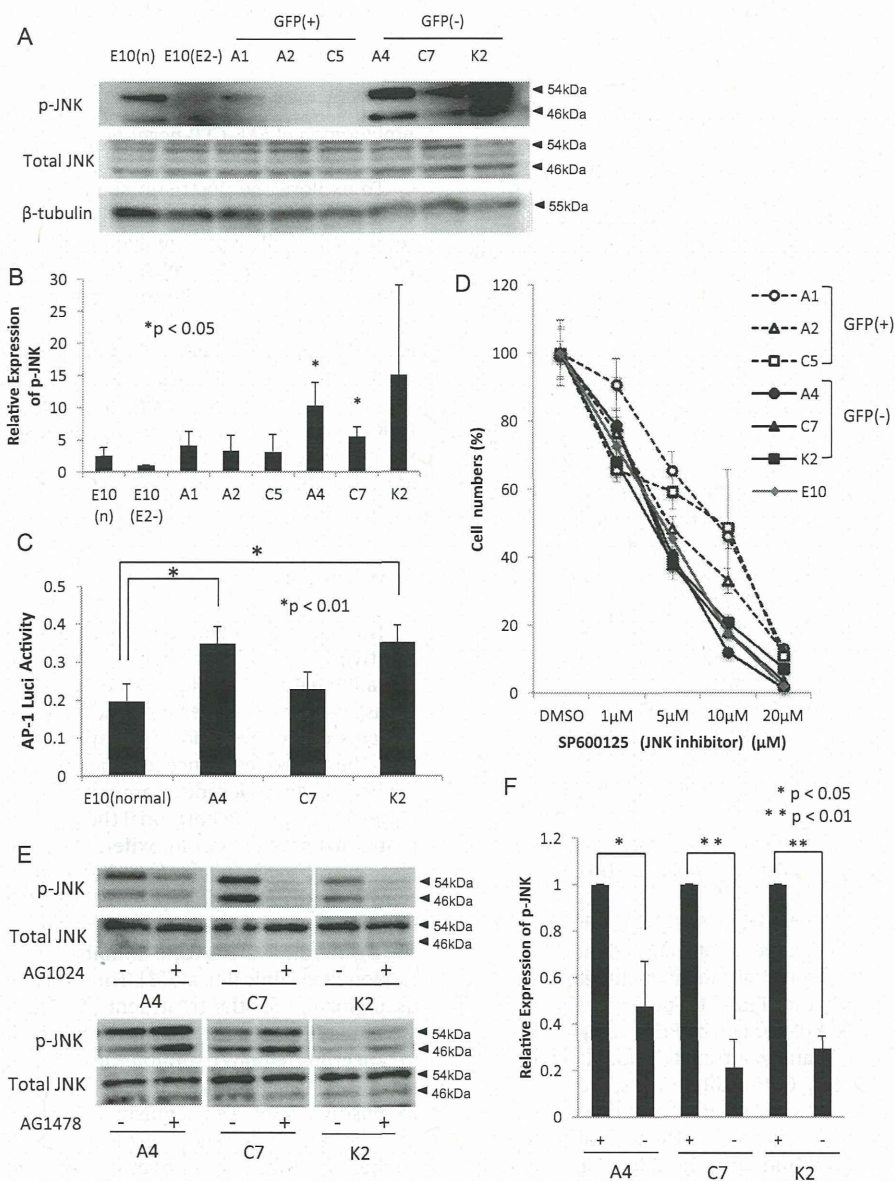 A
GFP(+) GFP(-)
E10(n) E10(E2-) A1 A2 C5 A4 C7 K2
p-JNK
54kDa
46kDa
Total JNK
54kDa
46kDa
β-tubulin
55kDa
B
Relative Expression of p-JNK
30
25
20
15
10
5
0
*p < 0.05
* *
E10 (n) E10 (E2-) A1 A2 C5 A4 C7 K2
C
AP-1 Luci Activity
0.5
0.4
0.3
0.2
0.1
0
*
*
*p < 0.01
E10(normal) A4 C7 K2
D
Cell numbers (%)
120
100
80
60
40
20
0
DMSO 1μM 5μM 10μM 20μM
SP600125 (JNK inhibitor) (μM)
A1
A2
C5
GFP(+)
A4
C7
K2
GFP(-)
E10
E
p-JNK
54kDa
46kDa
Total JNK
54kDa
46kDa
AG1024 - + - + - +
A4 C7 K2
p-JNK
54kDa
46kDa
Total JNK
54kDa
46kDa
AG1478 - + - + - +
A4 C7 K2
F
* p < 0.05
** p < 0.01
Relative Expression of p-JNK
1.2
1
0.8
0.6
0.4
0.2
0
* ** **
+ - + - + -
A4 C7 K2